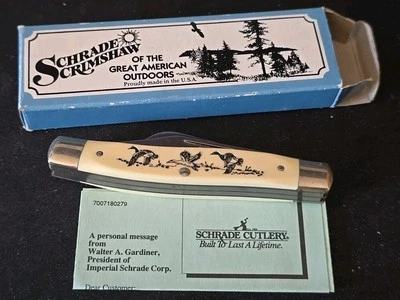 SCHRADE
SCRIMSHAW
OF THE
GREAT AMERICAN
OUTDOORS
Proudly made in the U.S.A.
7007180279
A personal message
from
Walter A. Gardiner,
President of
Imperial Schrade Corp.
Dear Customer:
SCHRADE CUTLERY®
Built To Last A Lifetime.